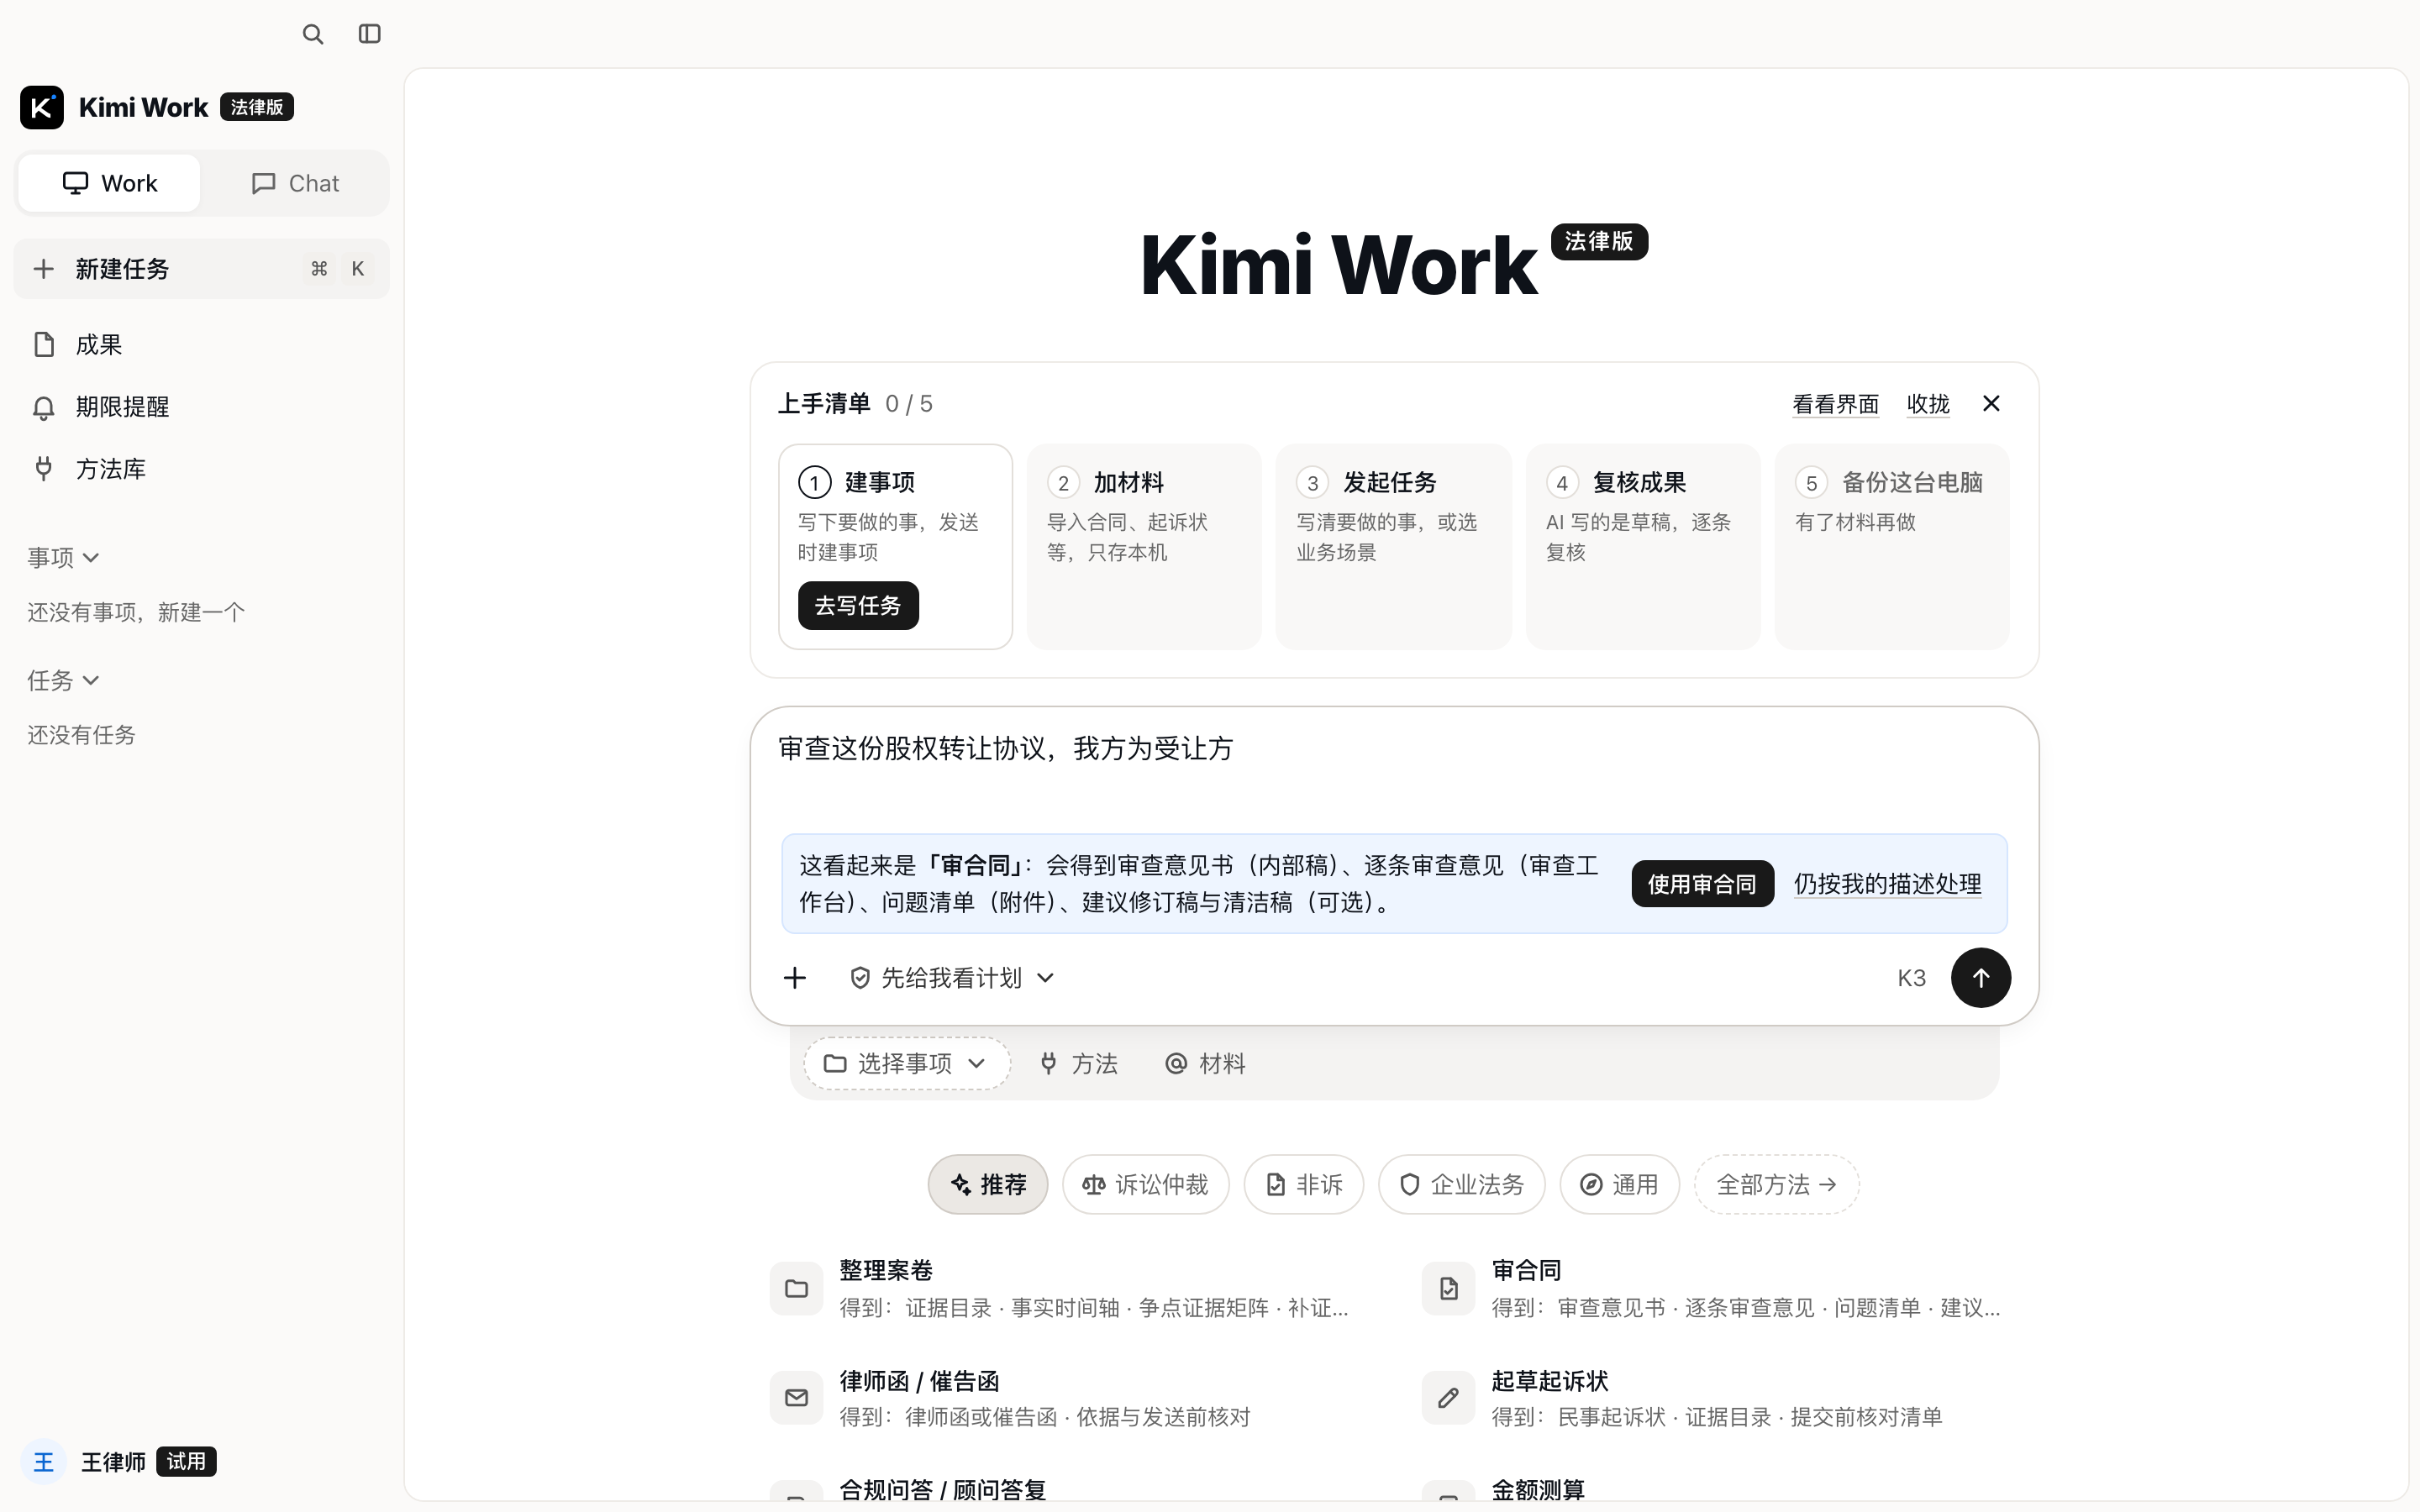 Kimi Work 法律版
Work
Chat
新建任务 ⌘ K
成果
期限提醒
方法库
事项
还没有事项，新建一个
任务
还没有任务
王 王律师 试用
Kimi Work 法律版
上手清单 0 / 5
看看界面 收拢
1 建事项
写下要做的事，发送
时建事项
去写任务
2 加材料
导入合同、起诉状
等，只存本机
3 发起任务
写清要做的事，或选
业务场景
4 复核成果
AI 写的是草稿，逐条
复核
5 备份这台电脑
有了材料再做
审查这份股权转让协议，我方为受让方
这看起来是「审合同」：会得到审查意见书（内部稿）、逐条审查意见（审查工
作台）、问题清单（附件）、建议修订稿与清洁稿（可选）。
使用审合同 仍按我的描述处理
先给我看计划
K3
选择事项 方法 材料
推荐 诉讼仲裁 非诉 企业法务 通用 全部方法 →
整理案卷
得到：证据目录 · 事实时间轴 · 争点证据矩阵 · 补证...
审合同
得到：审查意见书 · 逐条审查意见 · 问题清单 · 建议...
律师函 / 催告函
得到：律师函或催告函 · 依据与发送前核对
起草起诉状
得到：民事起诉状 · 证据目录 · 提交前核对清单
合规问答 / 顾问答复
金额测算